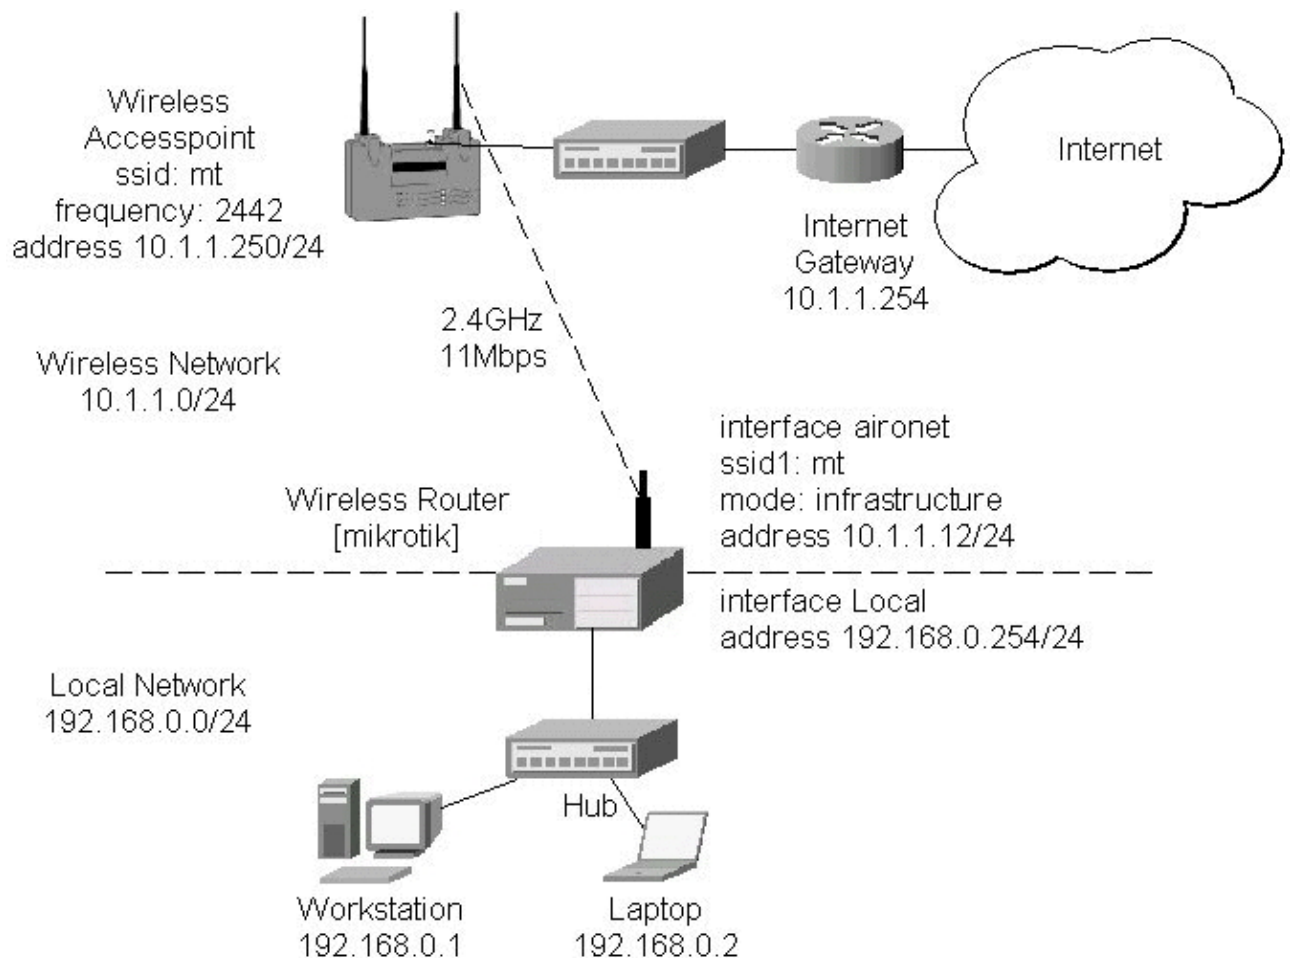 Wireless
Accesspoint
ssid: mt
frequency: 2442
address 10.1.1.250/24
Internet
Internet
Gateway
10.1.1.254
2.4GHz
11Mbps
Wireless Network
10.1.1.0/24
interface aironet
ssid1: mt
mode: infrastructure
address 10.1.1.12/24
Wireless Router
[mikrotik]
interface Local
address 192.168.0.254/24
Local Network
192.168.0.0/24
Hub
Workstation
192.168.0.1
Laptop
192.168.0.2